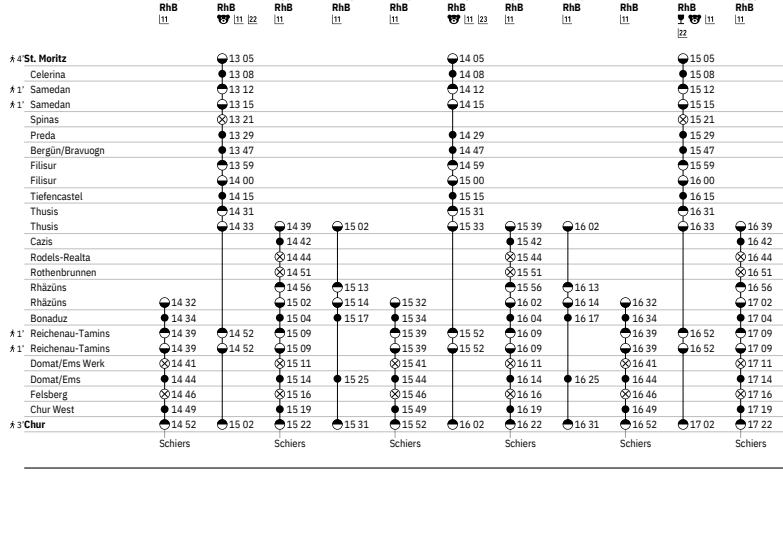 RhB RhB RhB RhB RhB RhB RhB RhB RhB RhB RhB
11 11 22 11 11 11 11 23 11 11 11 11 11
22
4' St. Moritz 13 05 14 05 15 05
Celerina 13 08 14 08 15 08
1' Samedan 13 12 14 12 15 12
1' Samedan 13 15 14 15 15 15
Spinas 13 21 15 21
Preda 13 29 14 29 15 29
Bergün/Bravuogn 13 47 14 47 15 47
Filisur 13 59 14 59 15 59
Filisur 14 00 15 00 16 00
Tiefencastel 14 15 15 15 16 15
Thusis 14 31 15 31 16 31
Thusis 14 33 14 39 15 02 15 33 15 39 16 02 16 33 16 39
Cazis 14 42 15 42 16 42
Rodels-Realta 14 44 15 44 16 44
Rothenbrunnen 14 51 15 51 16 51
Rhäzüns 14 56 15 13 15 56 16 13 16 56
Rhäzüns 14 32 15 02 15 14 15 32 16 02 16 14 16 32 17 02
Bonaduz 14 34 15 04 15 17 15 34 16 04 16 17 16 34 17 04
1' Reichenau-Tamins 14 39 14 52 15 09 15 39 15 52 16 09 16 39 16 52 17 09
1' Reichenau-Tamins 14 39 14 52 15 09 15 39 15 52 16 09 16 39 16 52 17 09
Domat/Ems Werk 14 41 15 11 15 41 16 11 16 41 17 11
Domat/Ems 14 44 15 14 15 25 15 44 16 14 16 25 16 44 17 14
Felsberg 14 46 15 16 15 46 16 16 16 46 17 16
Chur West 14 49 15 19 15 49 16 19 16 49 17 19
3' Chur 14 52 15 02 15 22 15 31 15 52 16 02 16 22 16 31 16 52 17 02 17 22
Schiers Schiers Schiers Schiers Schiers Schiers